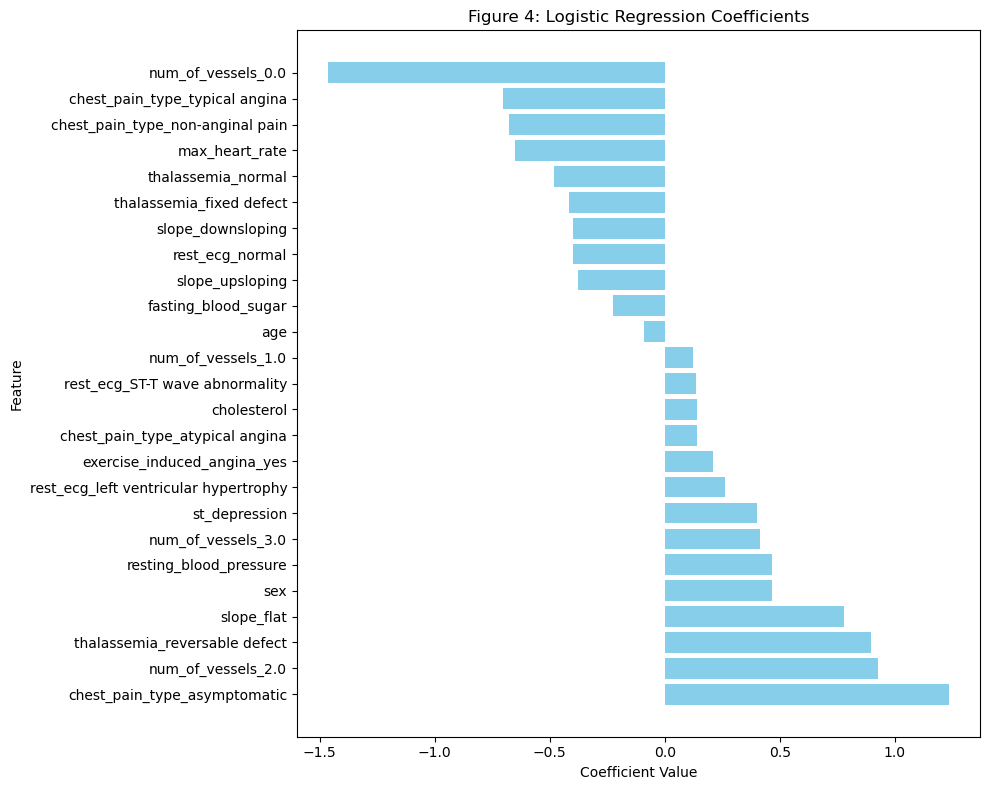 Figure 4: Logistic Regression Coefficients
num_of_vessels_0.0
chest_pain_type_typical angina
chest_pain_type_non-anginal pain
max_heart_rate
thalassemia_normal
thalassemia_fixed defect
slope_downsloping
rest_ecg_normal
slope_upsloping
fasting_blood_sugar
age
num_of_vessels_1.0
rest_ecg_ST-T wave abnormality
cholesterol
chest_pain_type_atypical angina
exercise_induced_angina_yes
rest_ecg_left ventricular hypertrophy
st_depression
num_of_vessels_3.0
resting_blood_pressure
sex
slope_flat
thalassemia_reversable defect
num_of_vessels_2.0
chest_pain_type_asymptomatic
Feature
−1.5 −1.0 −0.5 0.0 0.5 1.0
Coefficient Value